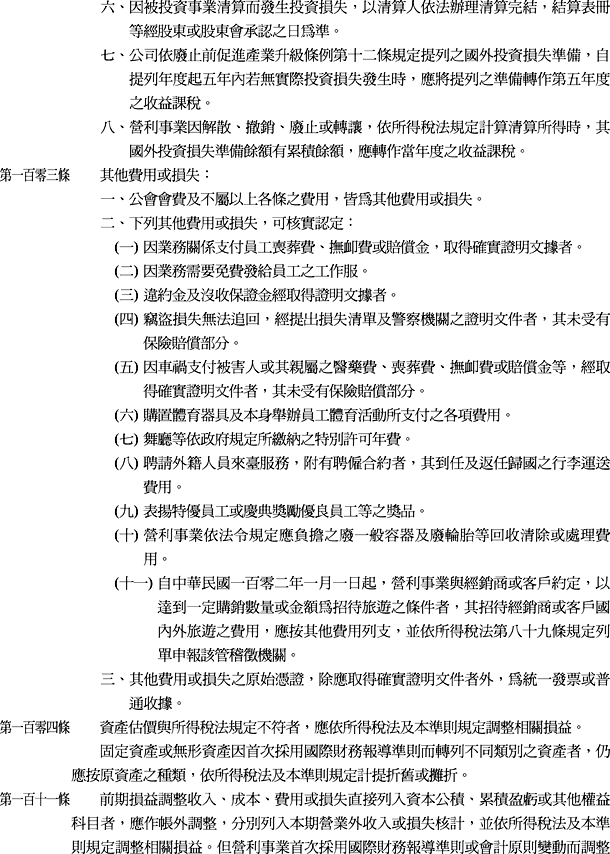 六、因被投資事業清算而發生投資損失，以清算人依法辦理清算完結，結算表冊
等經股東或股東會承認之日為準。
七、公司依廢止前促進產業升級條例第十二條規定提列之國外投資損失準備，自
提列年度起五年內若無實際投資損失發生時，應將提列之準備轉作第五年度
之收益課稅。
八、營利事業因解散、撤銷、廢止或轉讓，依所得稅法規定計算清算所得時，其
國外投資損失準備餘額有累積餘額，應轉作當年度之收益課稅。
第一百零三條　其他費用或損失：
一、公會會費及不屬以上各條之費用，皆為其他費用或損失。
二、下列其他費用或損失，可核實認定：
(一) 因業務關係支付員工喪葬費、撫卹費或賠償金，取得確實證明文據者。
(二) 因業務需要免費發給員工之工作服。
(三) 違約金及沒收保證金經取得證明文據者。
(四) 竊盜損失無法追回，經提出損失清單及警察機關之證明文件者，其未受有
保險賠償部分。
(五) 因車禍支付被害人或其親屬之醫藥費、喪葬費、撫卹費或賠償金等，經取
得確實證明文件者，其未受有保險賠償部分。
(六) 購置體育器具及本身舉辦員工體育活動所支付之各項費用。
(七) 舞廳等依政府規定所繳納之特別許可年費。
(八) 聘請外籍人員來臺服務，附有聘僱合約者，其到任及返任歸國之行李運送
費用。
(九) 表揚特優員工或慶典獎勵優良員工等之獎品。
(十) 營利事業依法令規定應負擔之廢一般容器及廢輪胎等回收清除或處理費
用。
(十一) 自中華民國一百零二年一月一日起，營利事業與經銷商或客戶約定，以
達到一定購銷數量或金額為招待旅遊之條件者，其招待經銷商或客戶國
內外旅遊之費用，應按其他費用列支，並依所得稅法第八十九條規定列
單申報該管稽徵機關。
三、其他費用或損失之原始憑證，除應取得確實證明文件者外，為統一發票或普
通收據。
第一百零四條　資產估價與所得稅法規定不符者，應依所得稅法及本準則規定調整相關損益。
固定資產或無形資產因首次採用國際財務報導準則而轉列不同類別之資產者，仍
應按原資產之種類，依所得稅法及本準則規定計提折舊或攤折。
第一百十一條　前期損益調整收入、成本、費用或損失直接列入資本公積、累積盈虧或其他權益
科目者，應作帳外調整，分別列入本期營業外收入或損失核計，並依所得稅法及本準
則規定調整相關損益。但營利事業首次採用國際財務報導準則或會計原則變動而調整